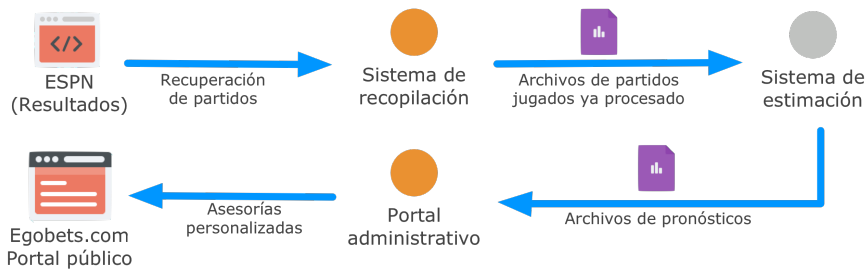 ESPN
(Resultados)
Recuperación
de partidos
Sistema de
recopilación
Archivos de partidos
jugados ya procesado
Sistema de
estimación
Egobets.com
Portal público
Asesorías
personalizadas
Portal
administrativo
Archivos de pronósticos